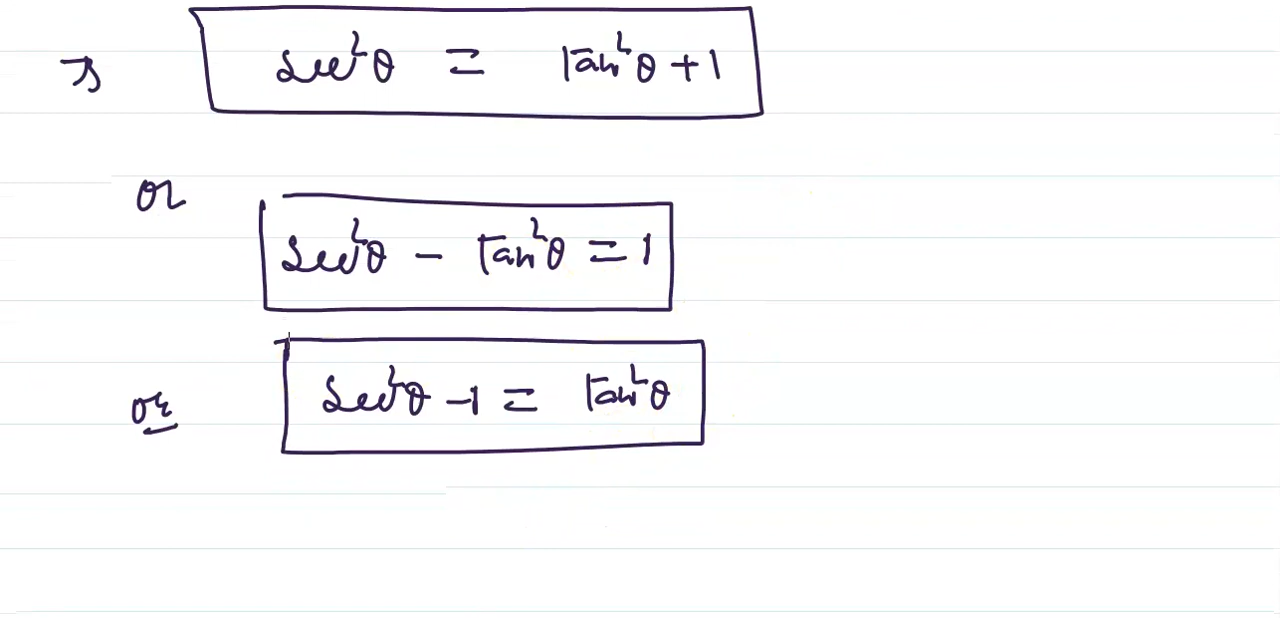 ⇒ sec²θ = tan²θ + 1
or sec²θ - tan²θ = 1
or sec²θ - 1 = tan²θ